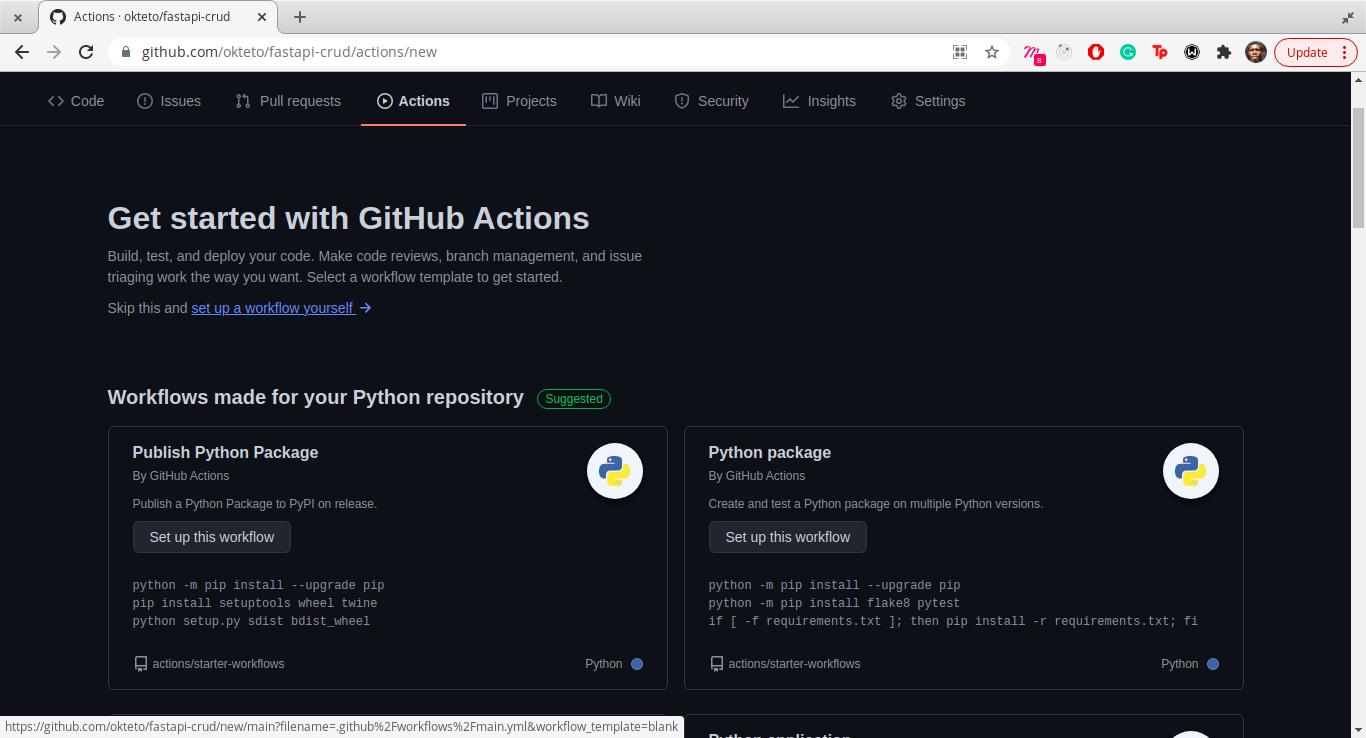 Actions · okteto/fastapi-crud
github.com/okteto/fastapi-crud/actions/new
8
Tp
Update
Code
Issues
Pull requests
Actions
Projects
Wiki
Security
Insights
Settings
Get started with GitHub Actions
Build, test, and deploy your code. Make code reviews, branch management, and issue
triaging work the way you want. Select a workflow template to get started.
Skip this and set up a workflow yourself →
Workflows made for your Python repository Suggested
Publish Python Package
By GitHub Actions
Publish a Python Package to PyPI on release.
Set up this workflow
python -m pip install --upgrade pip
pip install setuptools wheel twine
python setup.py sdist bdist_wheel
actions/starter-workflows
Python
Python package
By GitHub Actions
Create and test a Python package on multiple Python versions.
Set up this workflow
python -m pip install --upgrade pip
python -m pip install flake8 pytest
if [ -f requirements.txt ]; then pip install -r requirements.txt; fi
actions/starter-workflows
Python
Python application
https://github.com/okteto/fastapi-crud/new/main?filename=.github%2Fworkflows%2Fmain.yml&workflow_template=blank